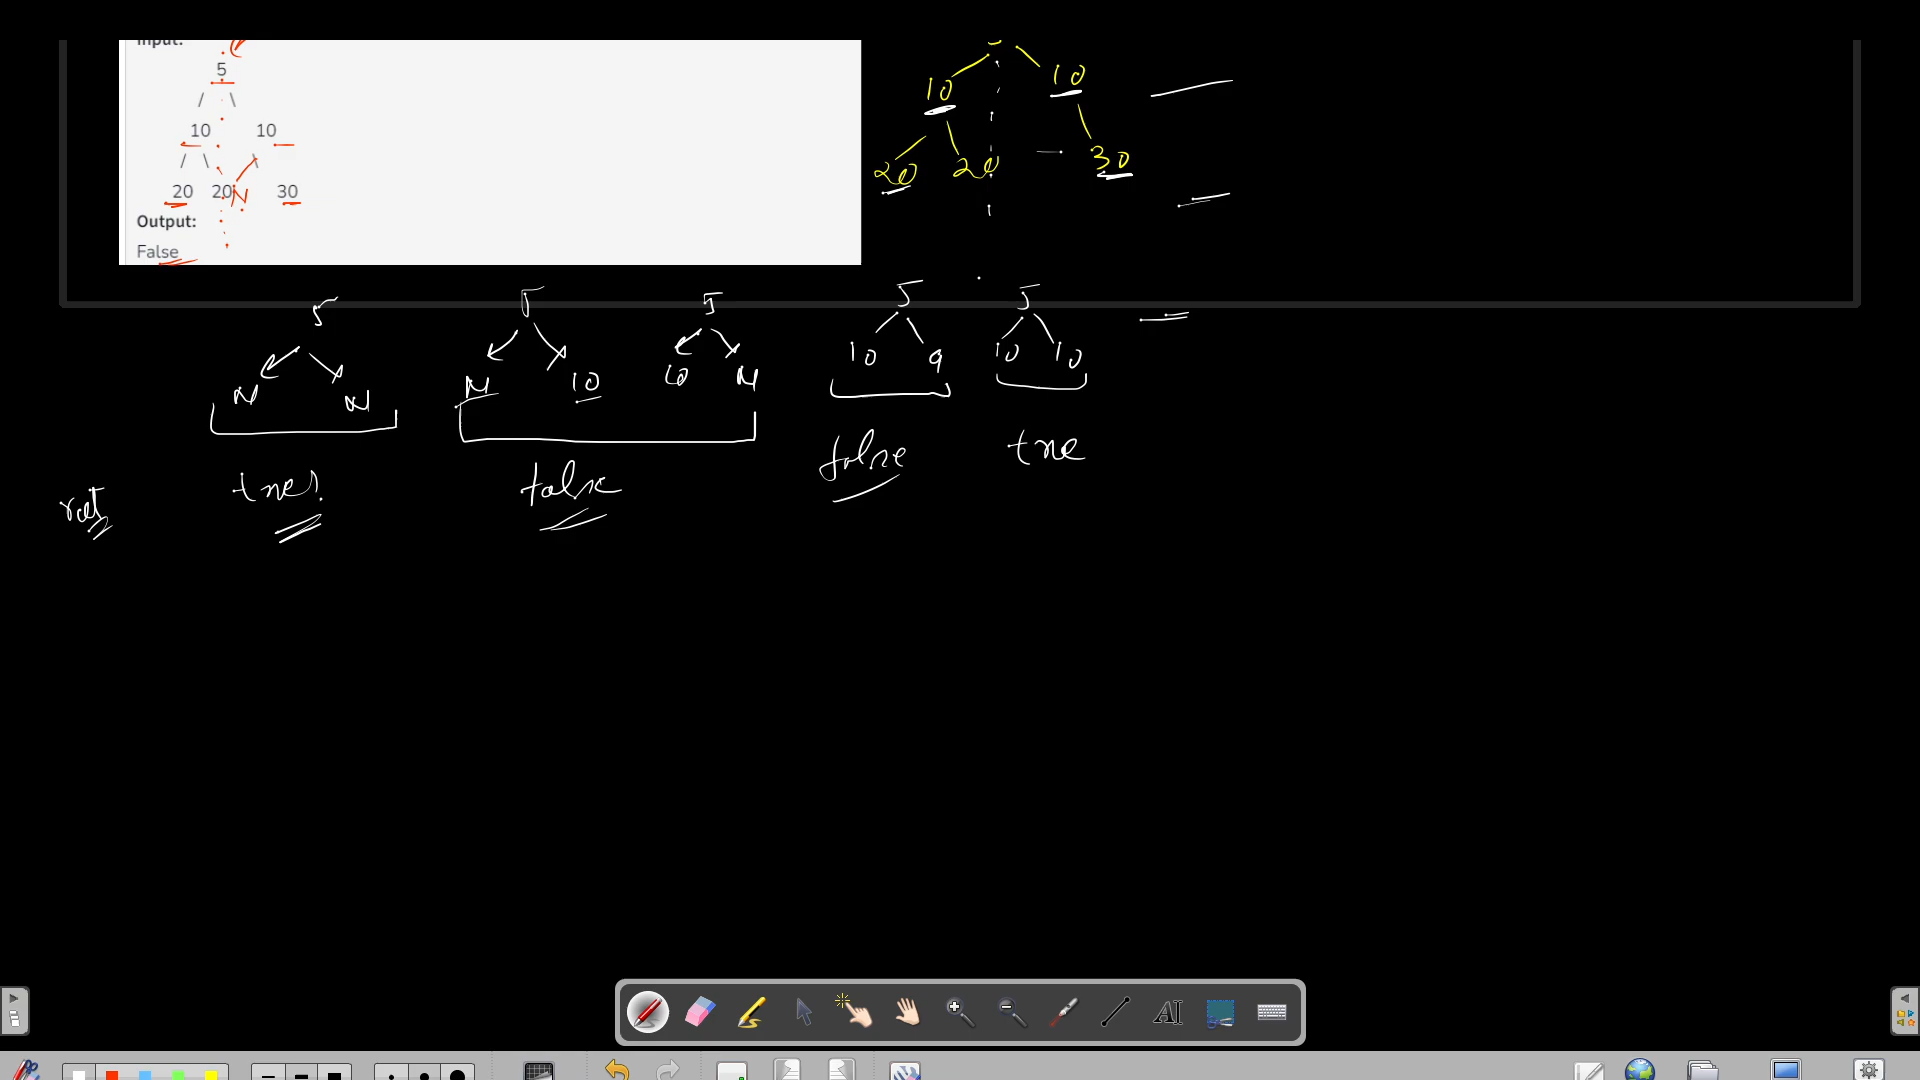 Input:
5
10 10
20 20 N 30
Output:
False
10 10
20 20 30
5 5 5 5 5
N N N 10 10 N 10 9 10 10
true false false true
ret
AI